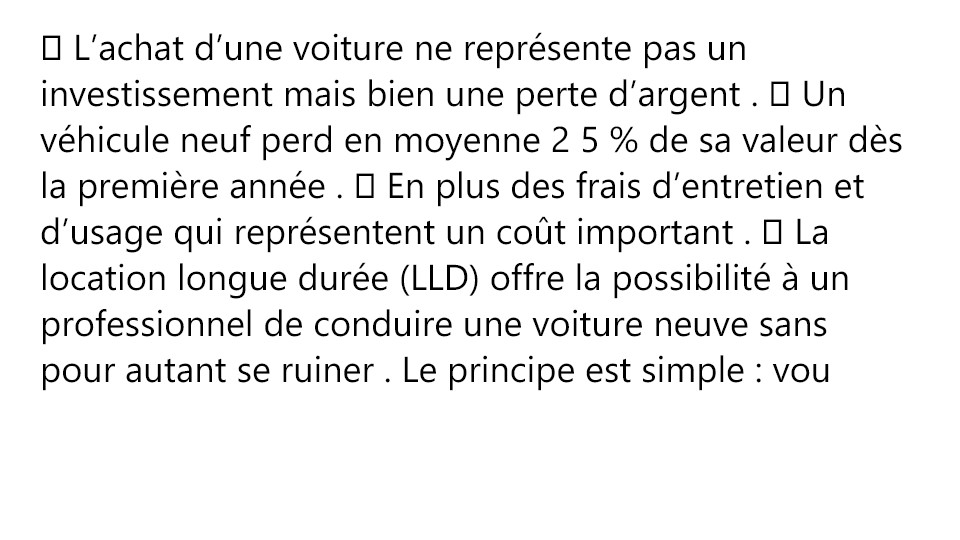 ▯ L’achat d’une voiture ne représente pas un
investissement mais bien une perte d’argent . ▯ Un
véhicule neuf perd en moyenne 2 5 % de sa valeur dès
la première année . ▯ En plus des frais d’entretien et
d’usage qui représentent un coût important . ▯ La
location longue durée (LLD) offre la possibilité à un
professionnel de conduire une voiture neuve sans
pour autant se ruiner . Le principe est simple : vou